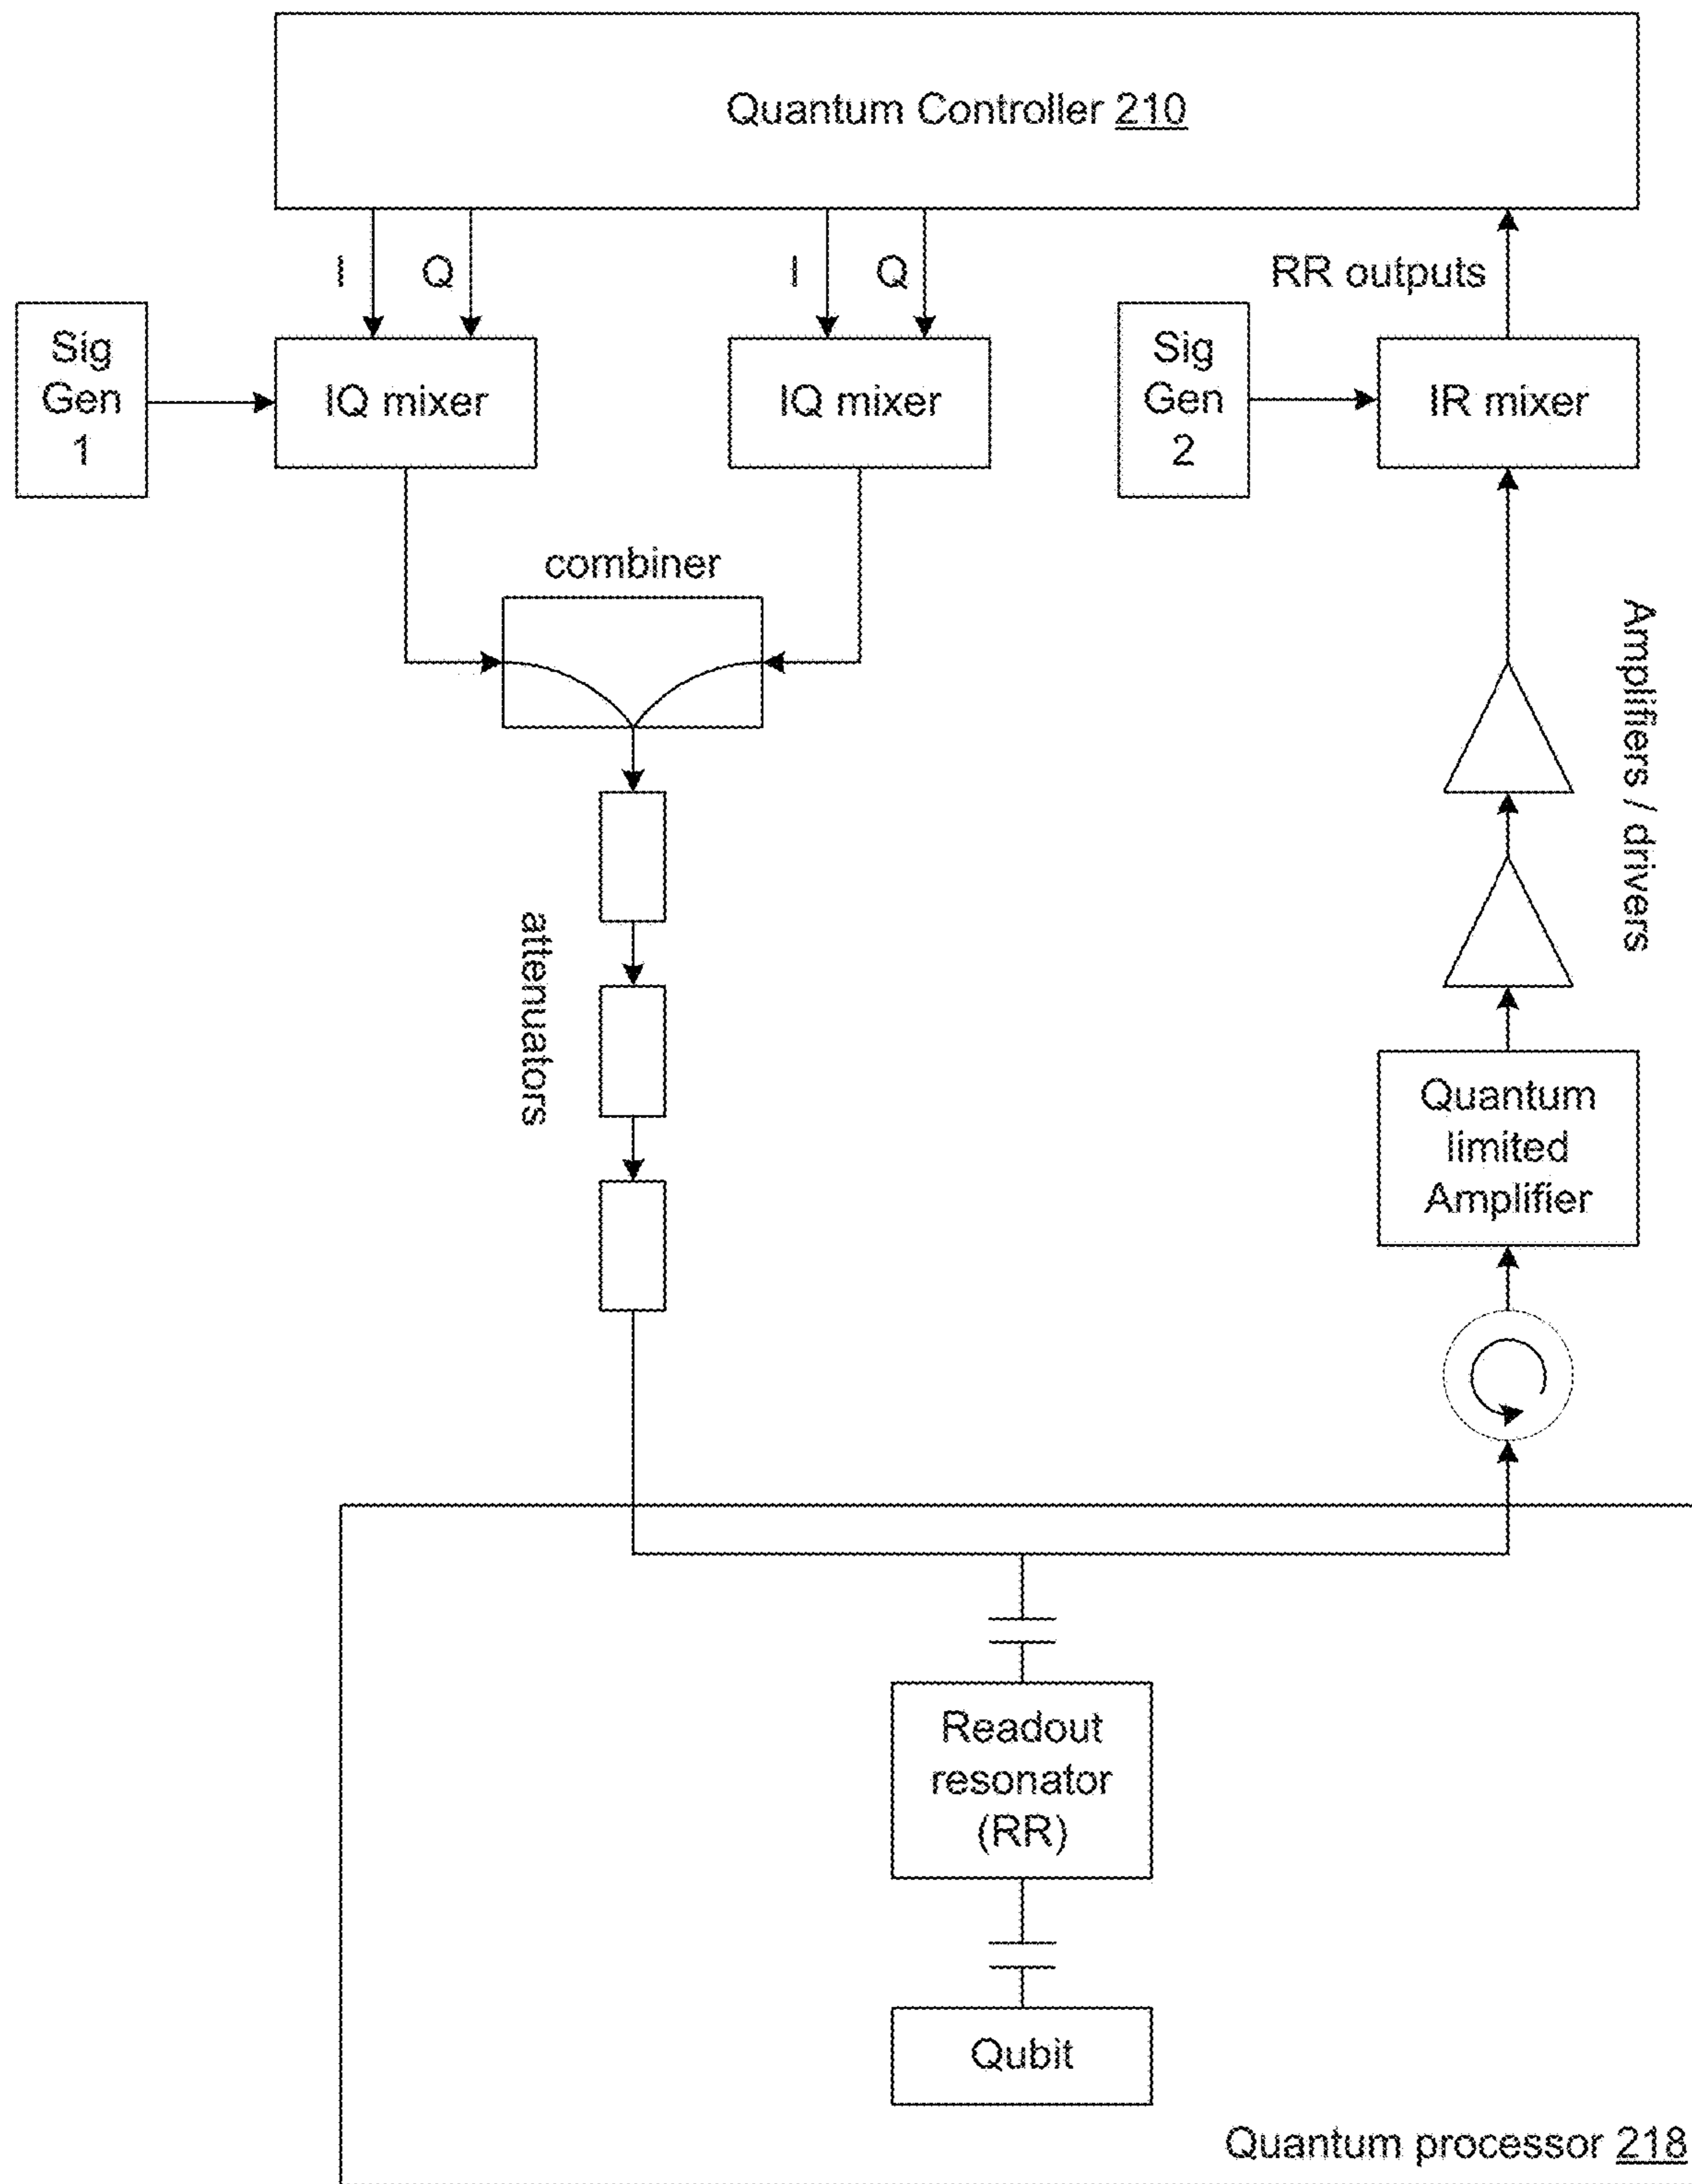 Quantum Controller 210
I
Q
I
Q
RR outputs
Sig
Gen
1
IQ mixer
IQ mixer
Sig
Gen
2
IR mixer
combiner
Amplifiers / drivers
attenuators
Quantum
limited
Amplifier
Readout
resonator
(RR)
Qubit
Quantum processor 218